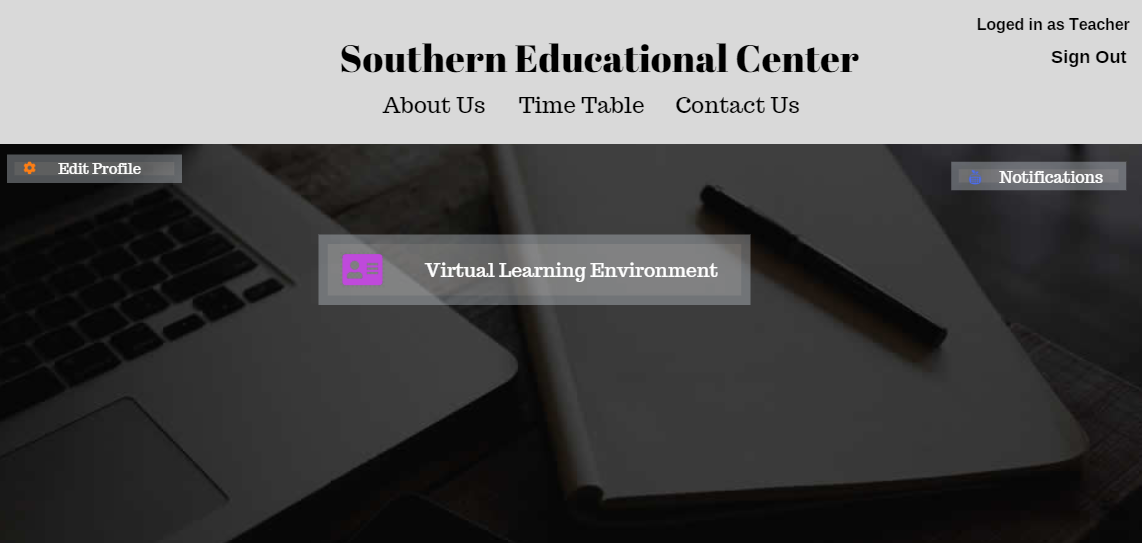 Loged in as Teacher
Southern Educational Center
Sign Out
About Us Time Table Contact Us
Edit Profile
Notifications
Virtual Learning Environment